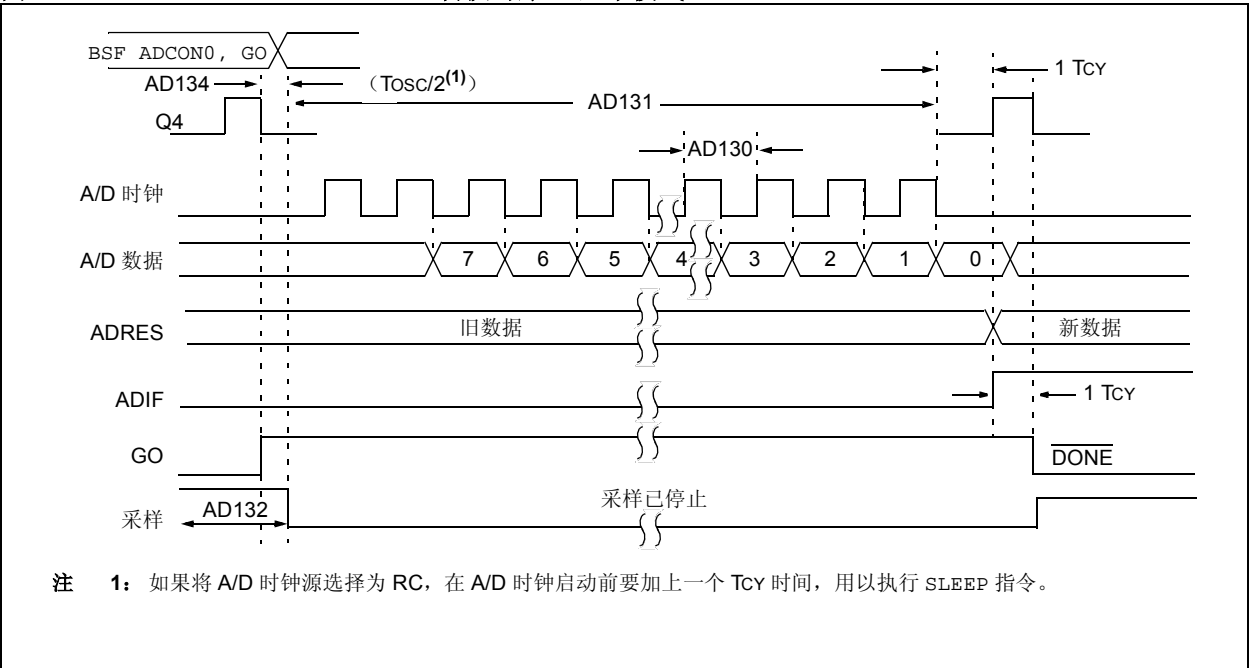 BSF ADCON0, GO
AD134
（TOSC/2(1)）
AD131
1 TCY
Q4
AD130
A/D 时钟
A/D 数据
7 6 5 4 3 2 1 0
ADRES
旧数据
新数据
ADIF
1 TCY
GO
DONE
采样
AD132
采样已停止
注 1： 如果将 A/D 时钟源选择为 RC，在 A/D 时钟启动前要加上一个 TCY 时间，用以执行 SLEEP 指令。